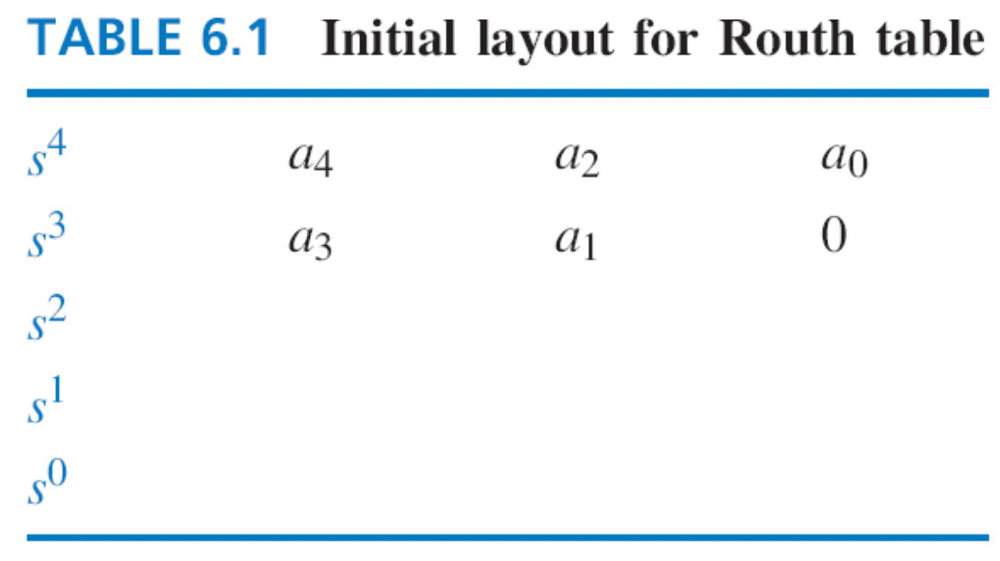 TABLE 6.1 Initial layout for Routh table
s⁴ a₄ a₂ a₀
s³ a₃ a₁ 0
s²
s¹
s⁰